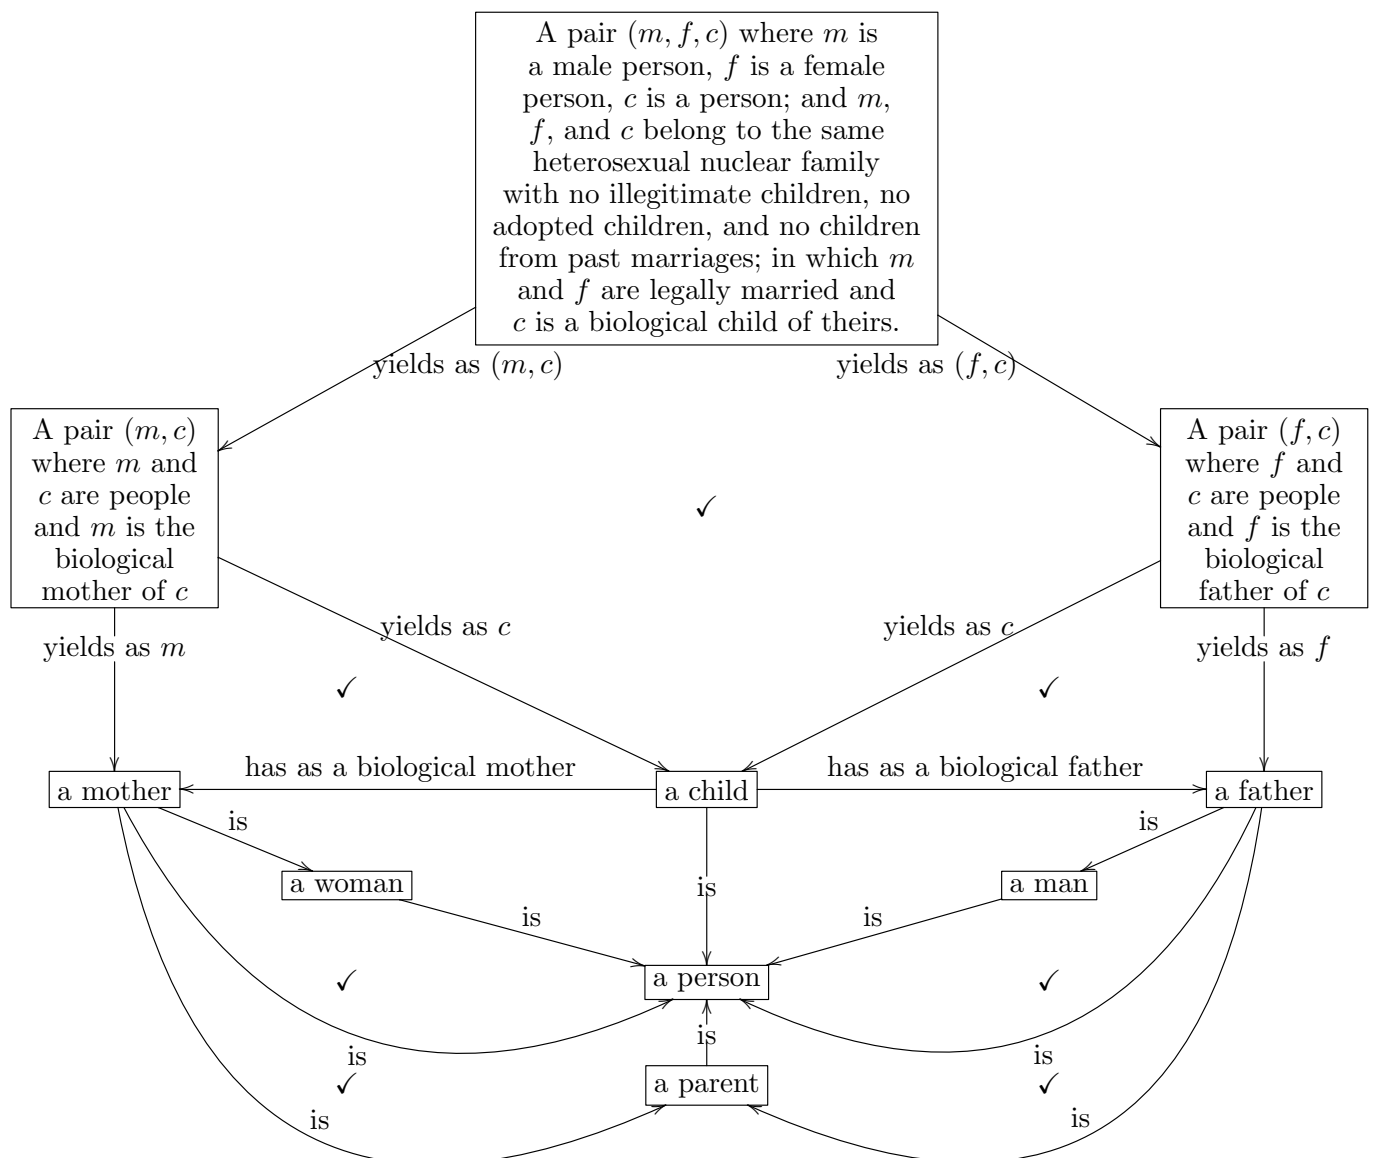 A pair (m, f, c) where m is
a male person, f is a female
person, c is a person; and m,
f, and c belong to the same
heterosexual nuclear family
with no illegitimate children, no
adopted children, and no children
from past marriages; in which m
and f are legally married and
c is a biological child of theirs.
yields as (m, c)
yields as (f, c)
A pair (m, c)
where m and
c are people
and m is the
biological
mother of c
A pair (f, c)
where f and
c are people
and f is the
biological
father of c
✓
yields as c
yields as c
yields as m
yields as f
✓
✓
has as a biological mother
has as a biological father
a mother
a child
a father
is
is
a woman
is
a man
is
is
a person
✓
✓
is
is
is
a parent
✓
✓
is
is